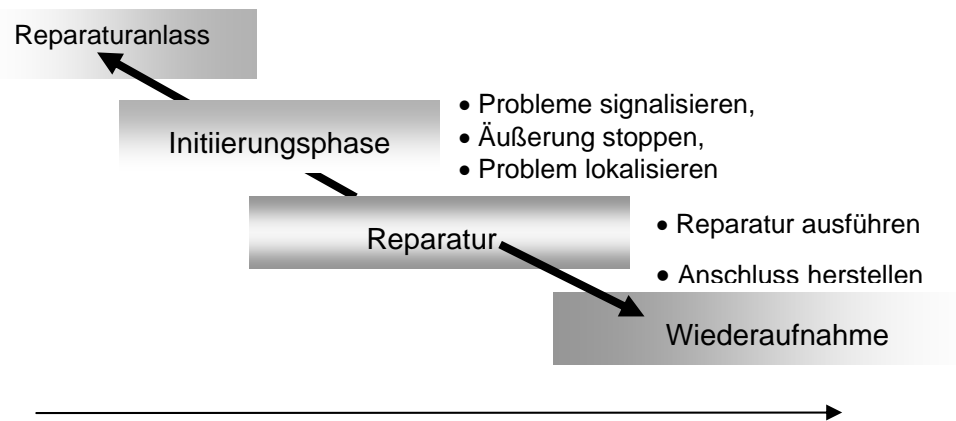 Reparaturanlass
Initiierungsphase
• Probleme signalisieren,
• Äußerung stoppen,
• Problem lokalisieren
Reparatur
• Reparatur ausführen
• Anschluss herstellen
Wiederaufnahme